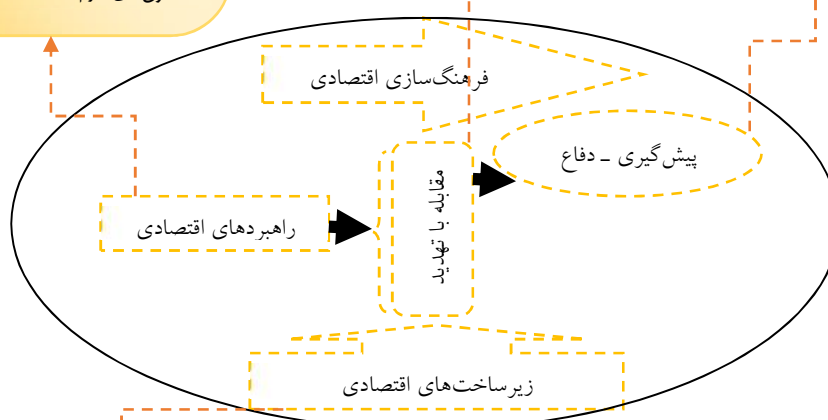 فرهنگ‌سازی اقتصادی
پیش‌گیری ـ دفاع
مقابله با تهدید
راهبردهای اقتصادی
زیرساخت‌های اقتصادی